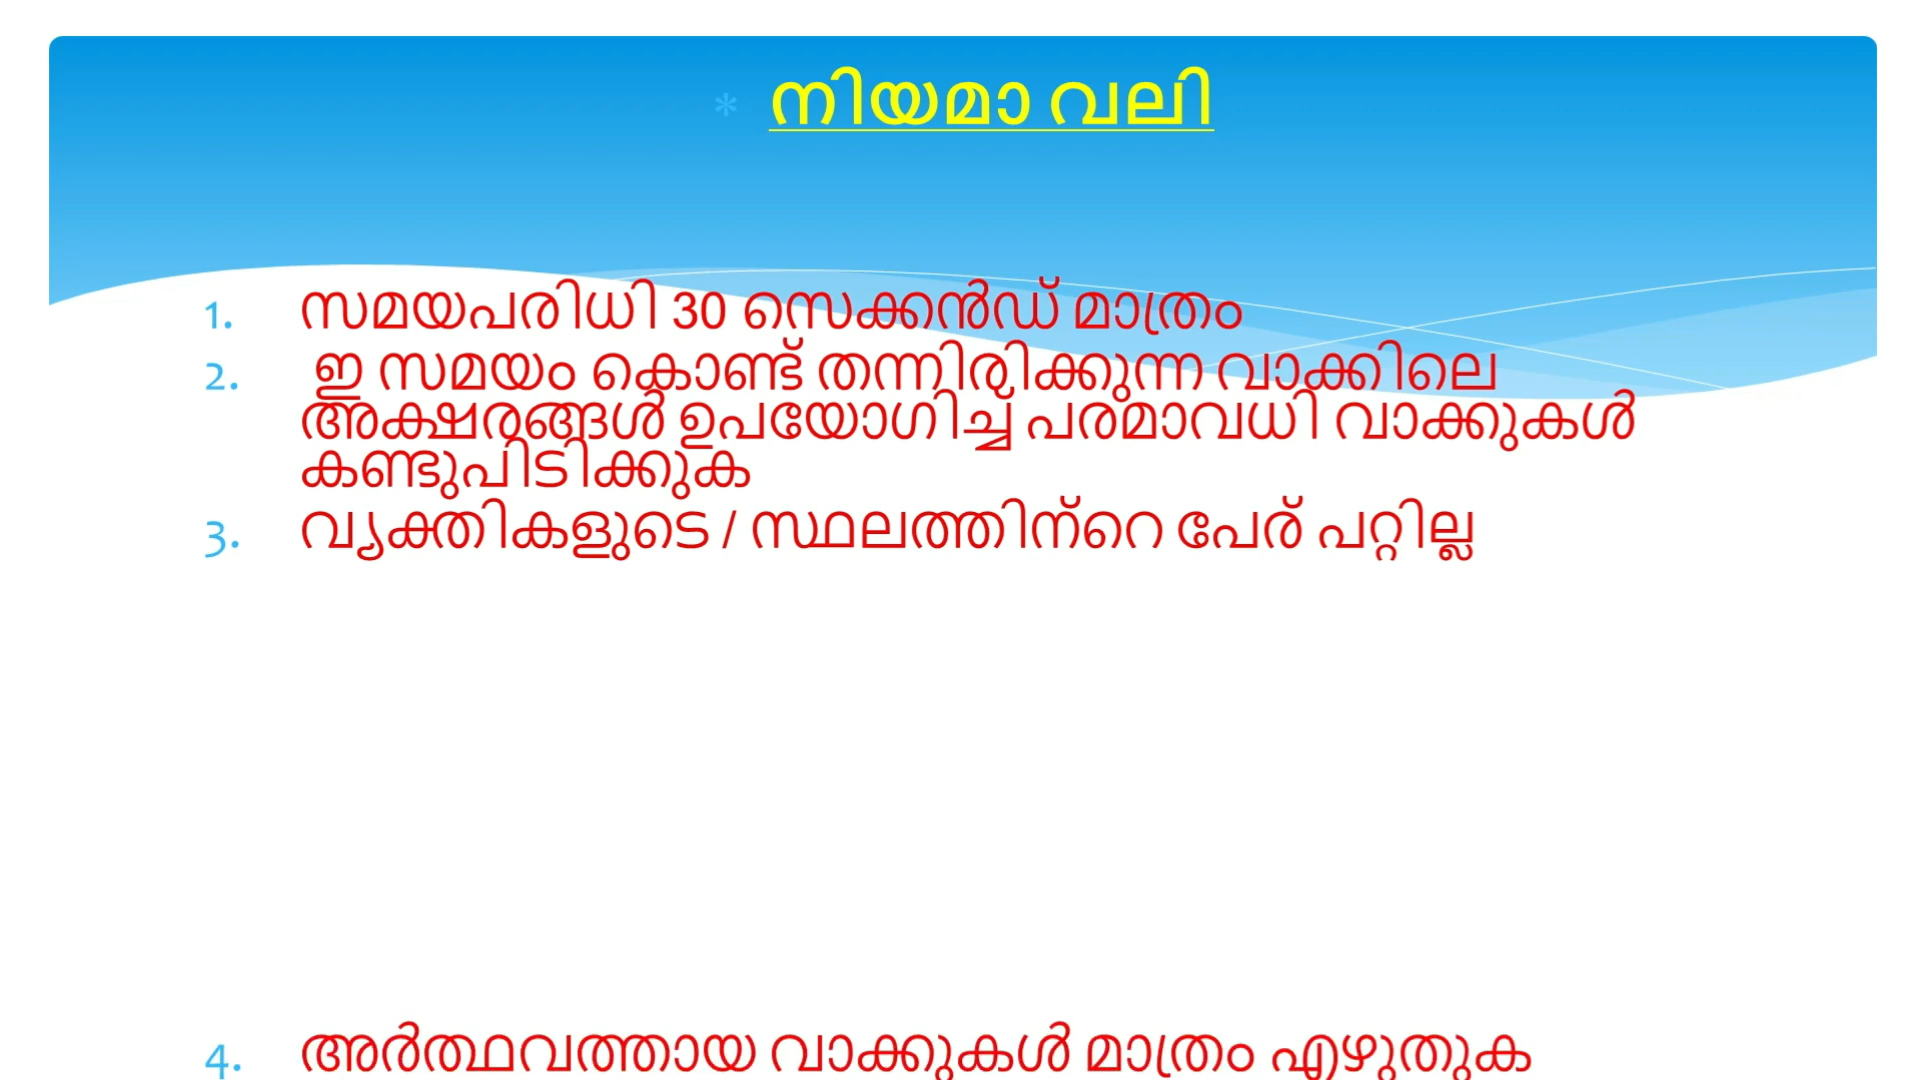 * നിയമാ വലി
1. സമയപരിധി 30 സെക്കൻഡ് മാത്രം
2. ഇ സമയം കൊണ്ട് തന്നിരിക്കുന്ന വാക്കിലെ
അക്ഷരങ്ങൾ ഉപയോഗിച്ച് പരമാവധി വാക്കുകൾ
കണ്ടുപിടിക്കുക
3. വ്യക്തികളുടെ / സ്ഥലത്തിന്റെ പേര് പറ്റില്ല
4. അർത്ഥവത്തായ വാക്കുകൾ മാത്രം എഴുതുക